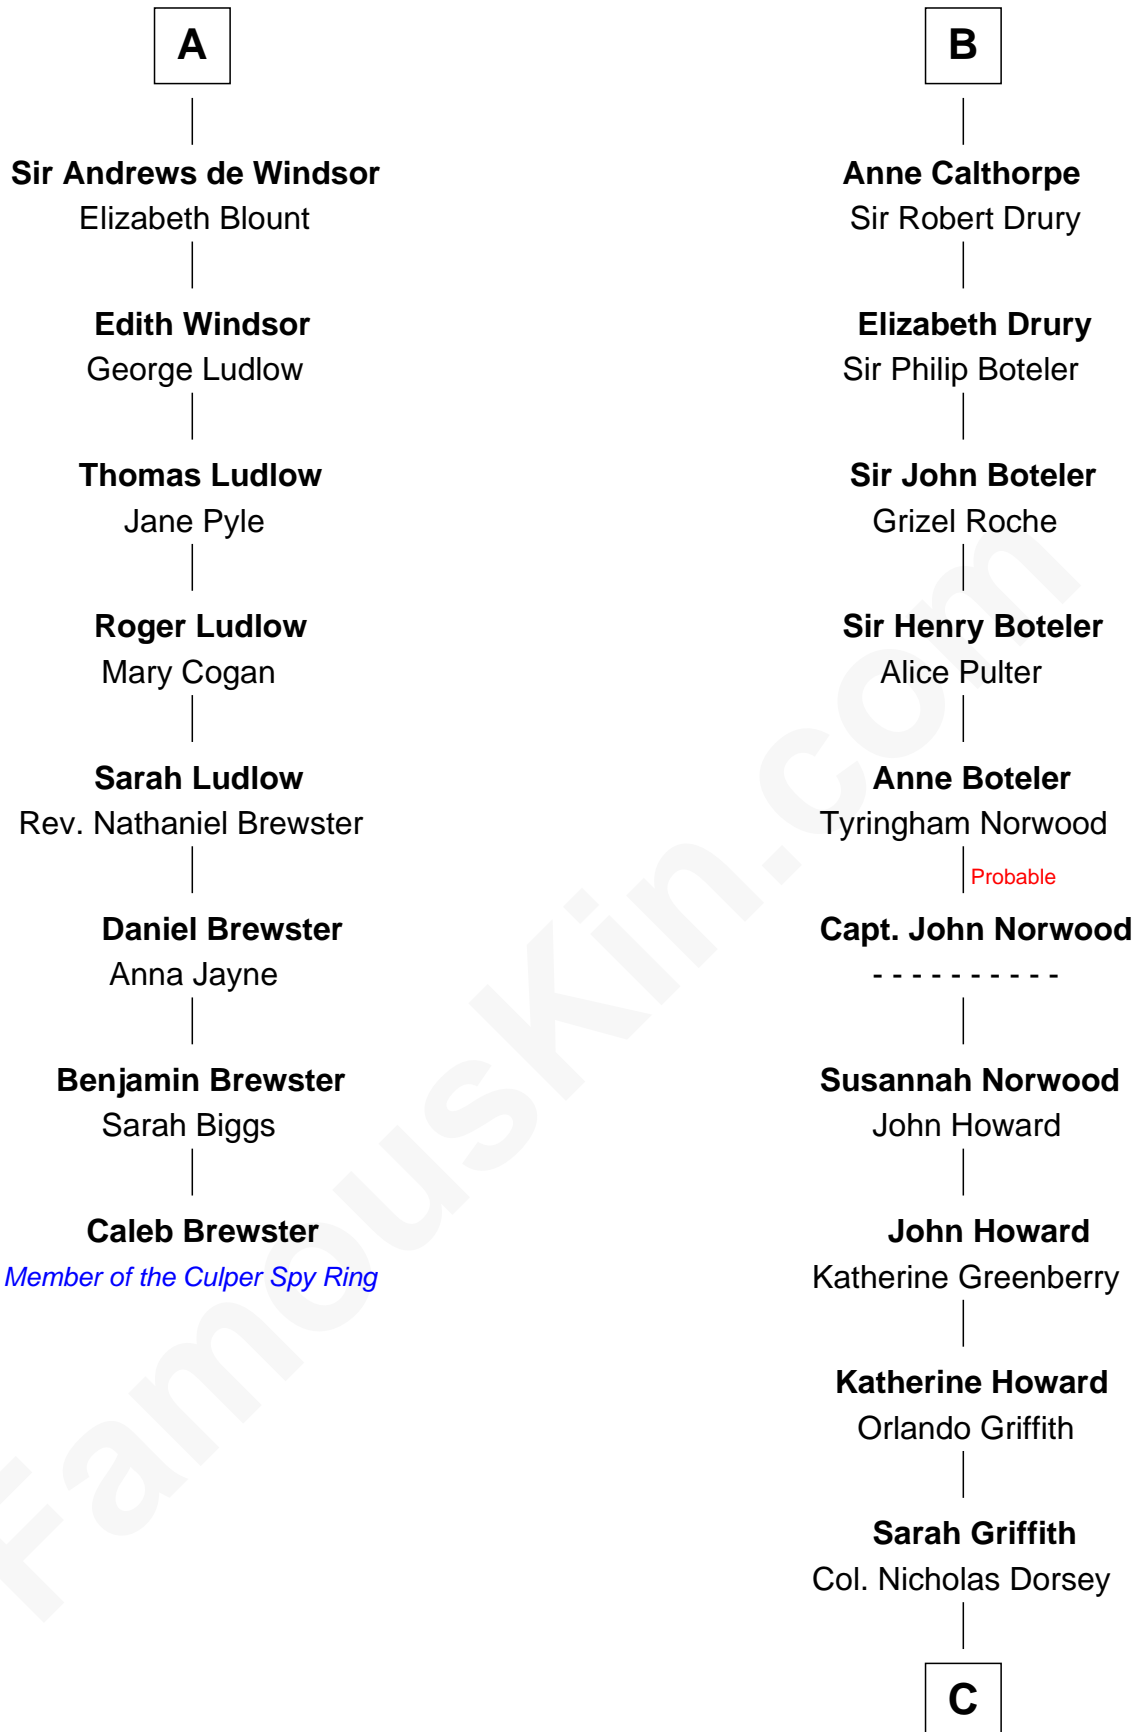 A
Sir Andrews de Windsor
Elizabeth Blount
Edith Windsor
George Ludlow
Thomas Ludlow
Jane Pyle
Roger Ludlow
Mary Cogan
Sarah Ludlow
Rev. Nathaniel Brewster
Daniel Brewster
Anna Jayne
Benjamin Brewster
Sarah Biggs
Caleb Brewster
Member of the Culper Spy Ring
B
Anne Calthorpe
Sir Robert Drury
Elizabeth Drury
Sir Philip Boteler
Sir John Boteler
Grizel Roche
Sir Henry Boteler
Alice Pulter
Anne Boteler
Tyringham Norwood
Probable
Capt. John Norwood
- - - - - - - - - -
Susannah Norwood
John Howard
John Howard
Katherine Greenberry
Katherine Howard
Orlando Griffith
Sarah Griffith
Col. Nicholas Dorsey
C
FamousKin.com